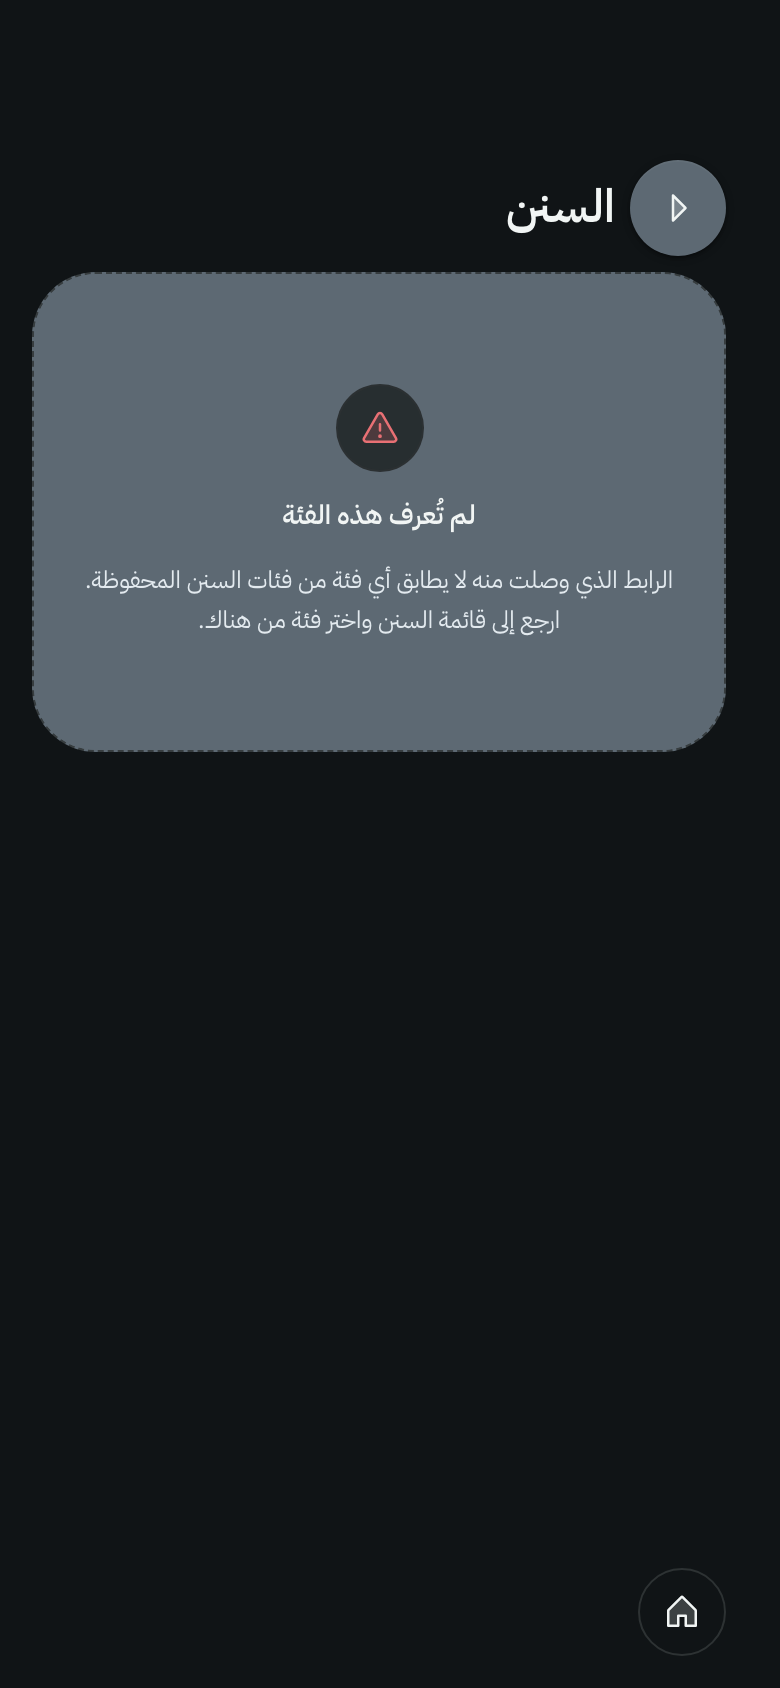 السنن
لم تُعرف هذه الفئة
الرابط الذي وصلت منه لا يطابق أي فئة من فئات السنن المحفوظة.
ارجع إلى قائمة السنن واختر فئة من هناك.